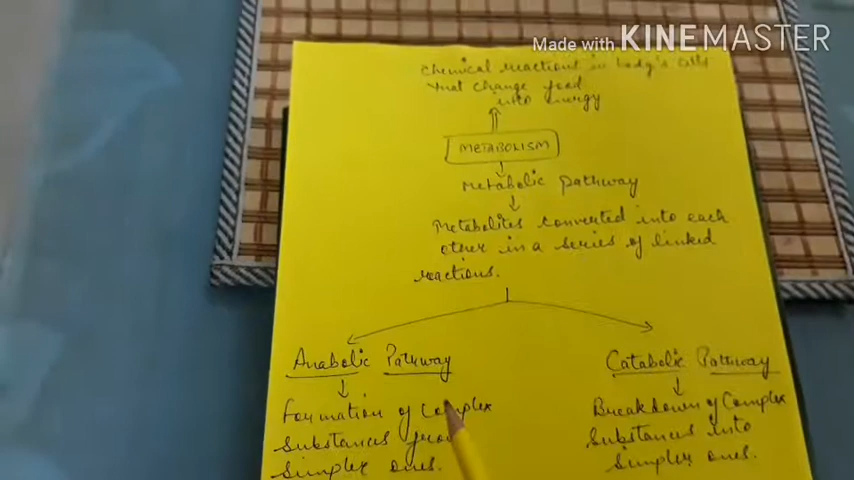 Made with KINEMASTER
Chemical reactions in body's cells
that change food
into energy
METABOLISM
Metabolic pathway
Metabolites converted into each
other in a series of linked
reactions.
Anabolic Pathway
Catabolic Pathway
Formation of Complex
Substances from
Simplex ones.
Breakdown of Complex
Substances into
Simplex ones.